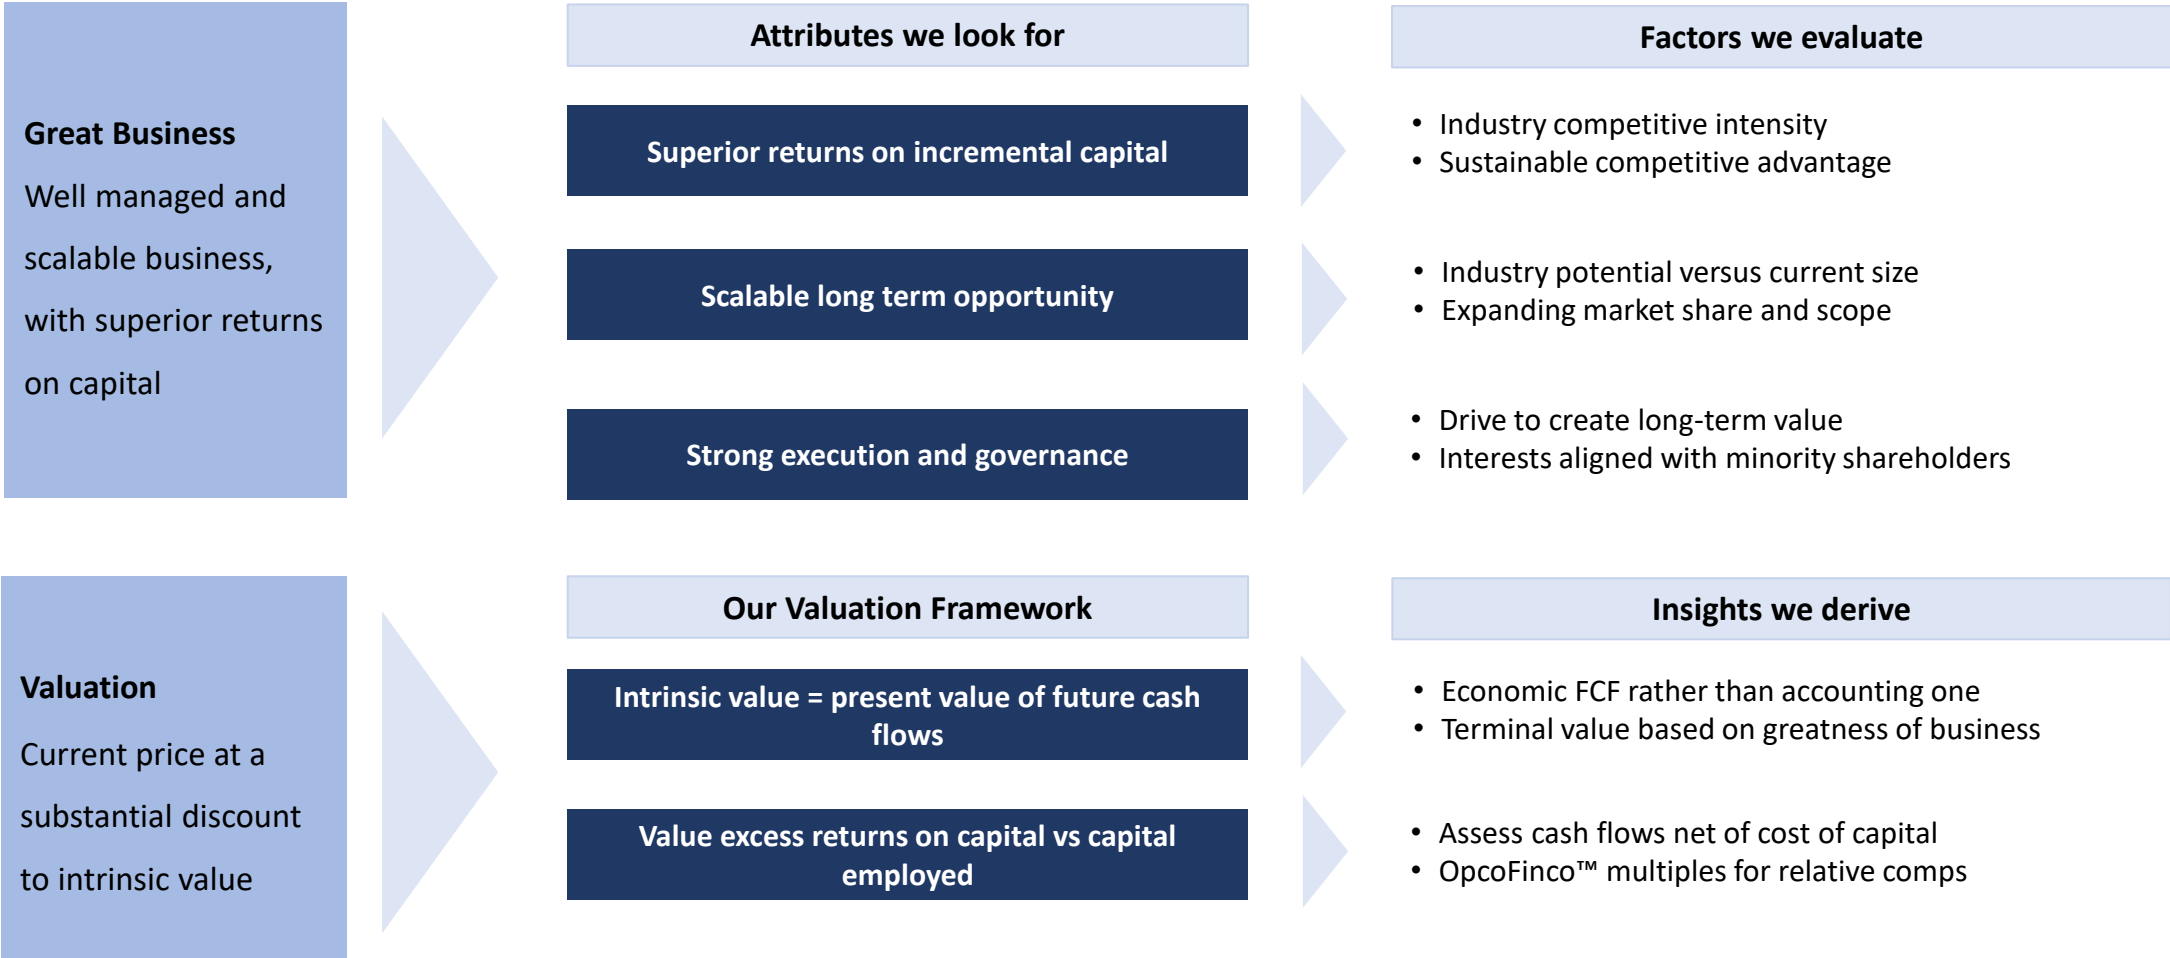 Great Business
Well managed and
scalable business,
with superior returns
on capital
Attributes we look for
Factors we evaluate
Superior returns on incremental capital
• Industry competitive intensity
• Sustainable competitive advantage
Scalable long term opportunity
• Industry potential versus current size
• Expanding market share and scope
Strong execution and governance
• Drive to create long-term value
• Interests aligned with minority shareholders
Valuation
Current price at a
substantial discount
to intrinsic value
Our Valuation Framework
Insights we derive
Intrinsic value = present value of future cash
flows
• Economic FCF rather than accounting one
• Terminal value based on greatness of business
Value excess returns on capital vs capital
employed
• Assess cash flows net of cost of capital
• OpcoFinco™ multiples for relative comps